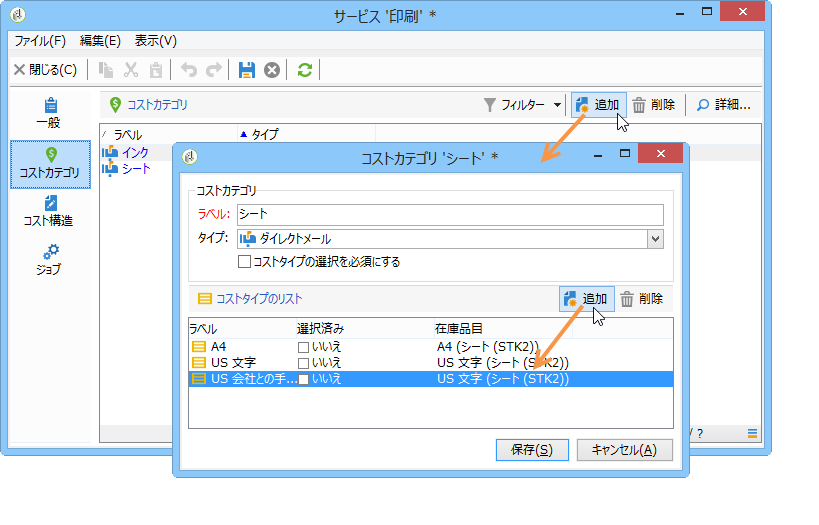 サービス '印刷' *
ファイル(F) 編集(E) 表示(V)
閉じる(C)
一般
コストカテゴリ
コスト構造
ジョブ
コストカテゴリ
フィルター 追加 削除 詳細...
ラベル タイプ
インク
シート
/ ?
コストカテゴリ 'シート' *
コストカテゴリ
ラベル: シート
タイプ: ダイレクトメール
コストタイプの選択を必須にする
コストタイプのリスト 追加 削除
ラベル 選択済み 在庫品目
A4 いいえ A4 (シート (STK2))
US 文字 いいえ US 文字 (シート (STK2))
US 会社との手... いいえ US 文字 (シート (STK2))
保存(S) キャンセル(A)